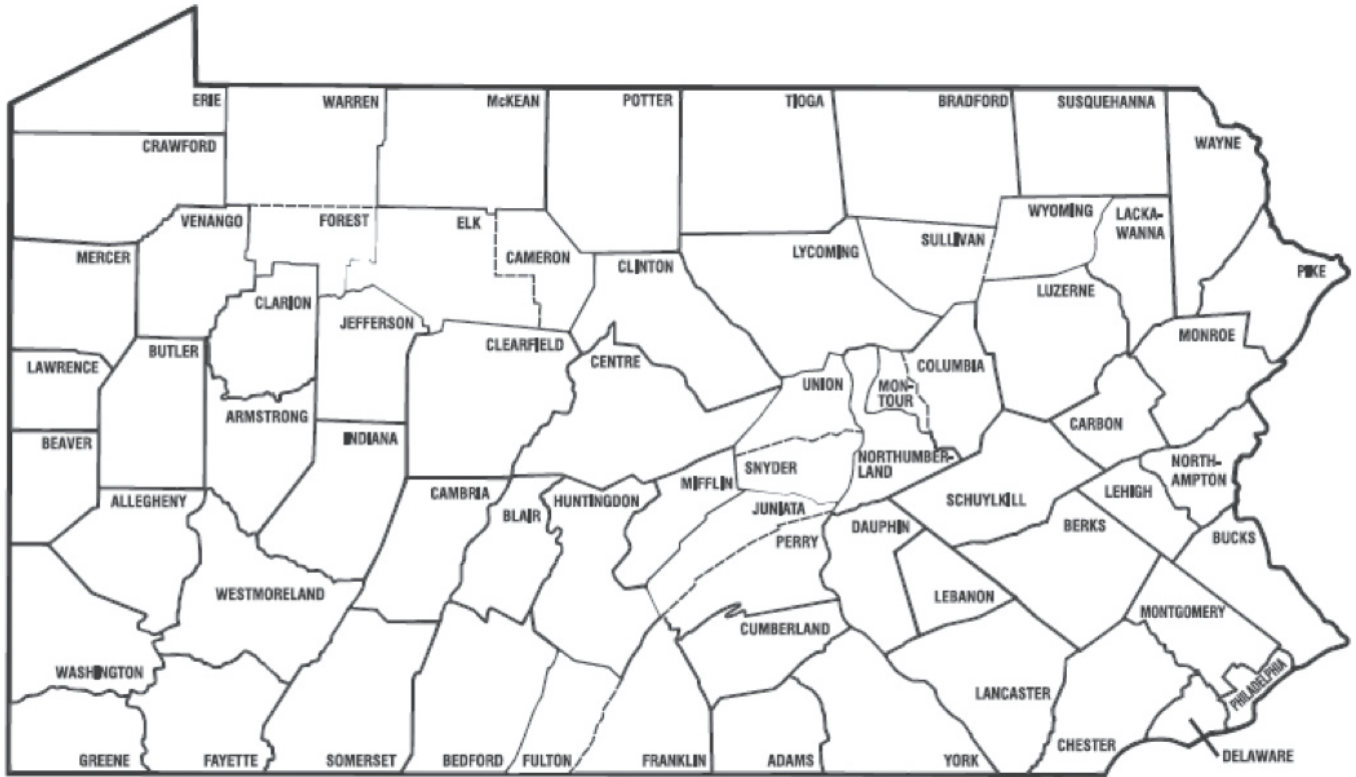 ERIE
WARREN
McKEAN
POTTER
TIOGA
BRADFORD
SUSQUEHANNA
WAYNE
CRAWFORD
VENANGO
FOREST
ELK
WYOMING
LACKA-
WANNA
SULLIVAN
LYCOMING
CAMERON
CLINTON
MERCER
PIKE
LUZERNE
CLARION
JEFFERSON
CLEARFIELD
MONROE
BUTLER
LAWRENCE
CENTRE
COLUMBIA
UNION
MON-
TOUR
ARMSTRONG
INDIANA
CARBON
BEAVER
NORTHUMBER-
LAND
SNYDER
MIFFLIN
NORTH-
AMPTON
LEHIGH
ALLEGHENY
CAMBRIA
HUNTINGDON
SCHUYLKILL
JUNIATA
BLAIR
DAUPHIN
BERKS
BUCKS
PERRY
WESTMORELAND
LEBANON
MONTGOMERY
CUMBERLAND
WASHINGTON
PHILADELPHIA
LANCASTER
CHESTER
DELAWARE
GREENE
FAYETTE
SOMERSET
BEDFORD
FULTON
FRANKLIN
ADAMS
YORK